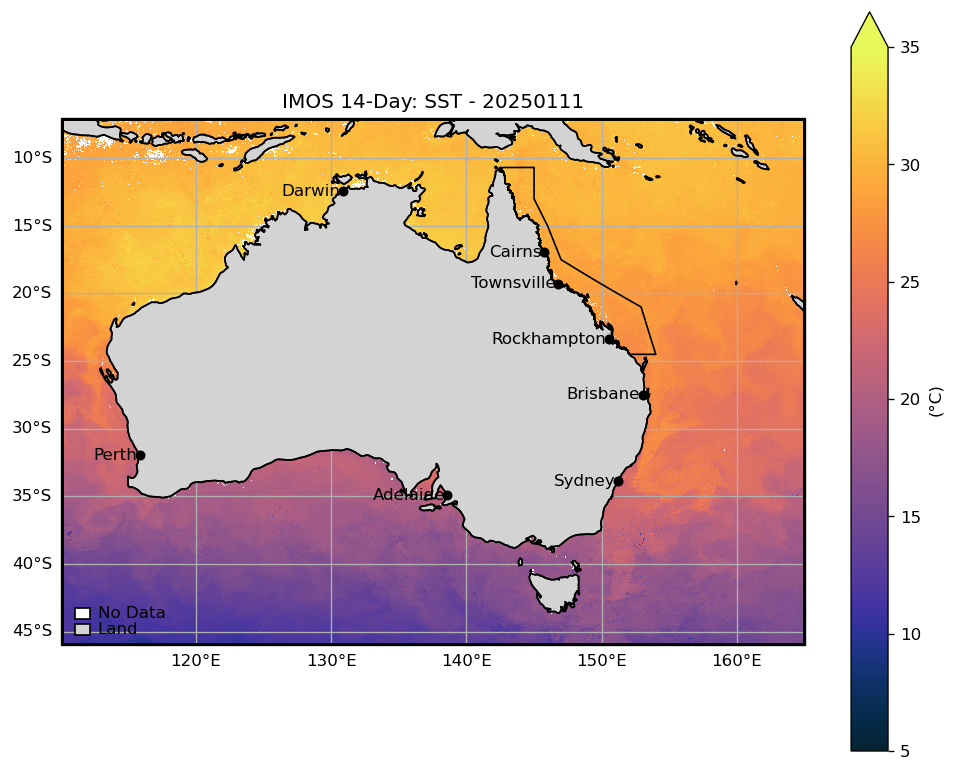 IMOS 14-Day: SST - 20250111
35
30
25
20
15
10
5
(°C)
10°S
15°S
20°S
25°S
30°S
35°S
40°S
45°S
Darwin
Cairns
Townsville
Rockhampton
Brisbane
Perth
Sydney
Adelaide
No Data
Land
120°E
130°E
140°E
150°E
160°E